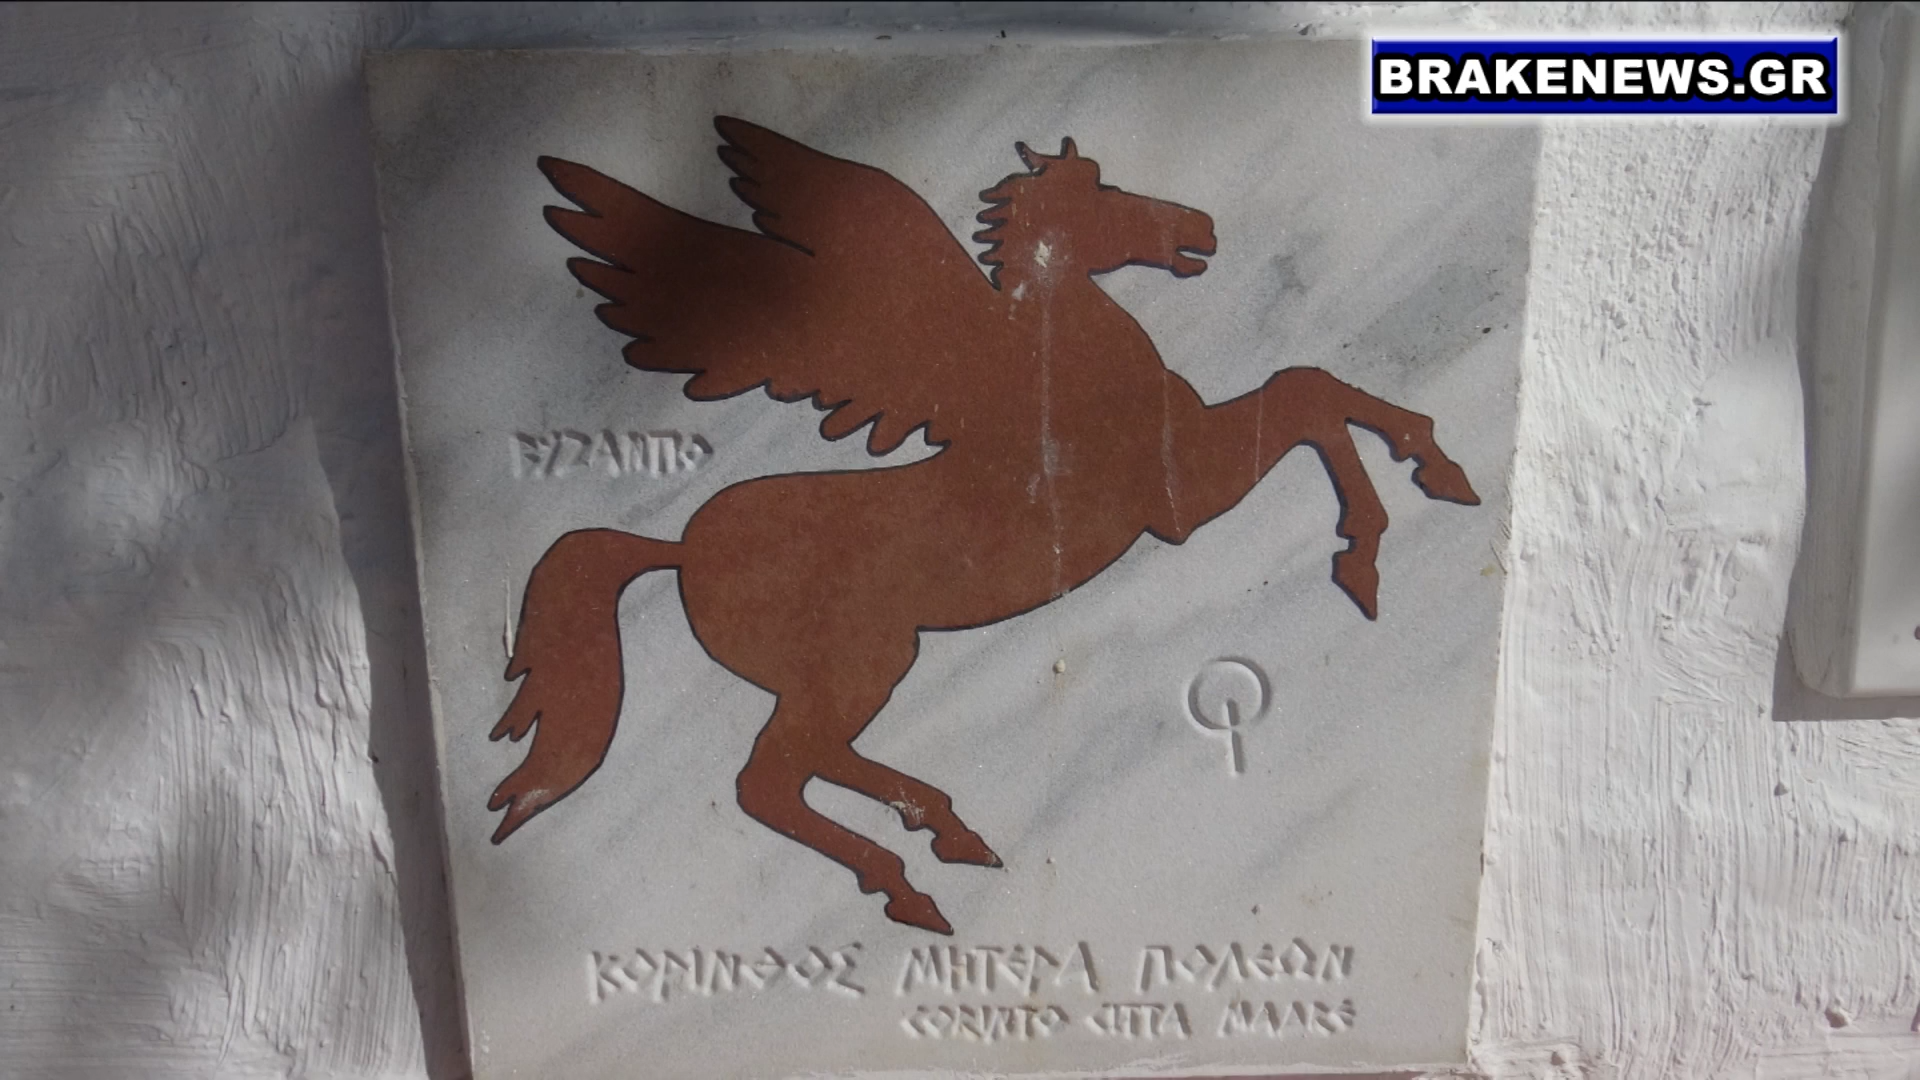 BRAKENEWS.GR
ΒΥΖΑΝΤΙΟ
Ϙ
ΚΟΡΙΝΘΟΣ ΜΗΤΕΡΑ ΠΟΛΕΩΝ
CORINTO CITTA MADRE